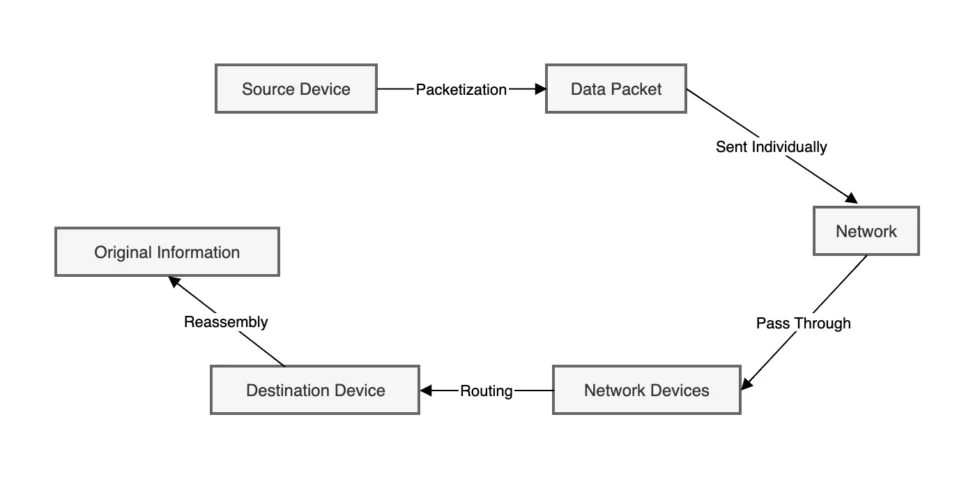 Source Device
Packetization
Data Packet
Sent Individually
Network
Pass Through
Network Devices
Routing
Destination Device
Reassembly
Original Information